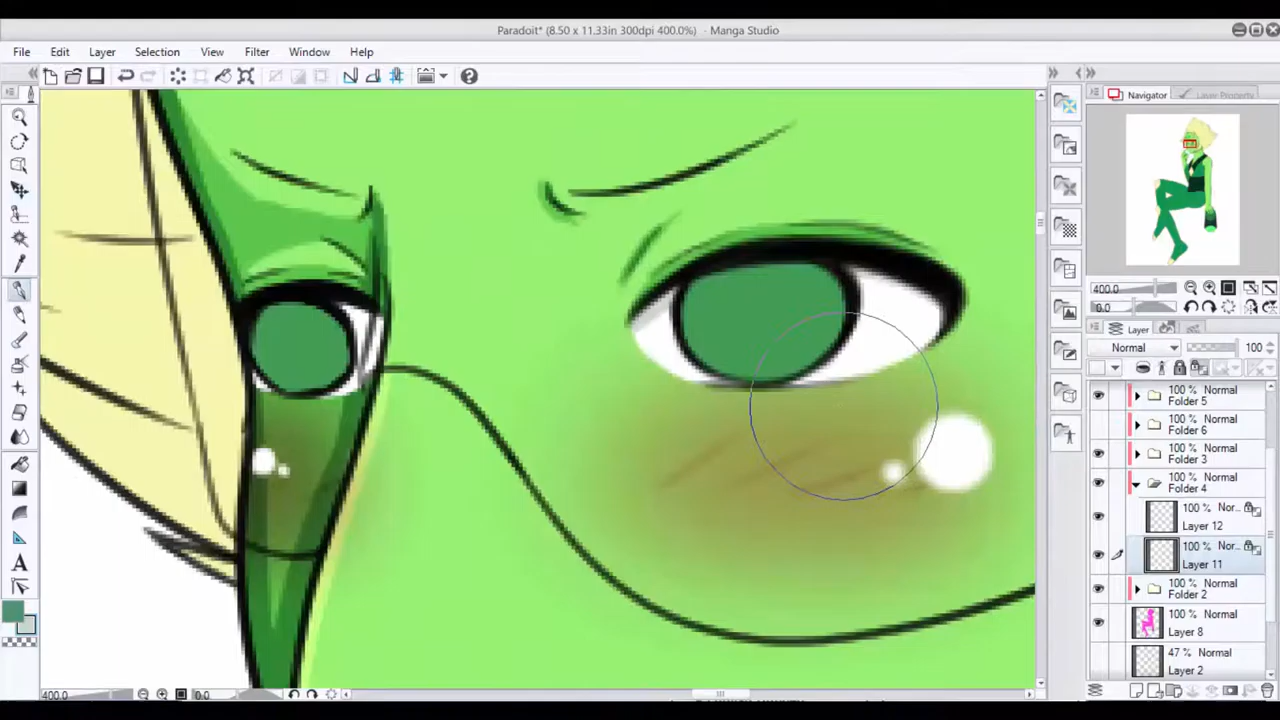 Paradoit* (8.50 x 11.33in 300dpi 400.0%) - Manga Studio
File Edit Layer Selection View Filter Window Help
Navigator Layer Property
400.0
0.0
Layer
Normal 100
100 % Normal
Folder 5
100 % Normal
Folder 6
100 % Normal
Folder 3
100 % Normal
Folder 4
100 % Nor...
Layer 12
100 % Nor...
Layer 11
100 % Normal
Folder 2
100 % Normal
Layer 8
47 % Normal
Layer 2
400.0 0.0